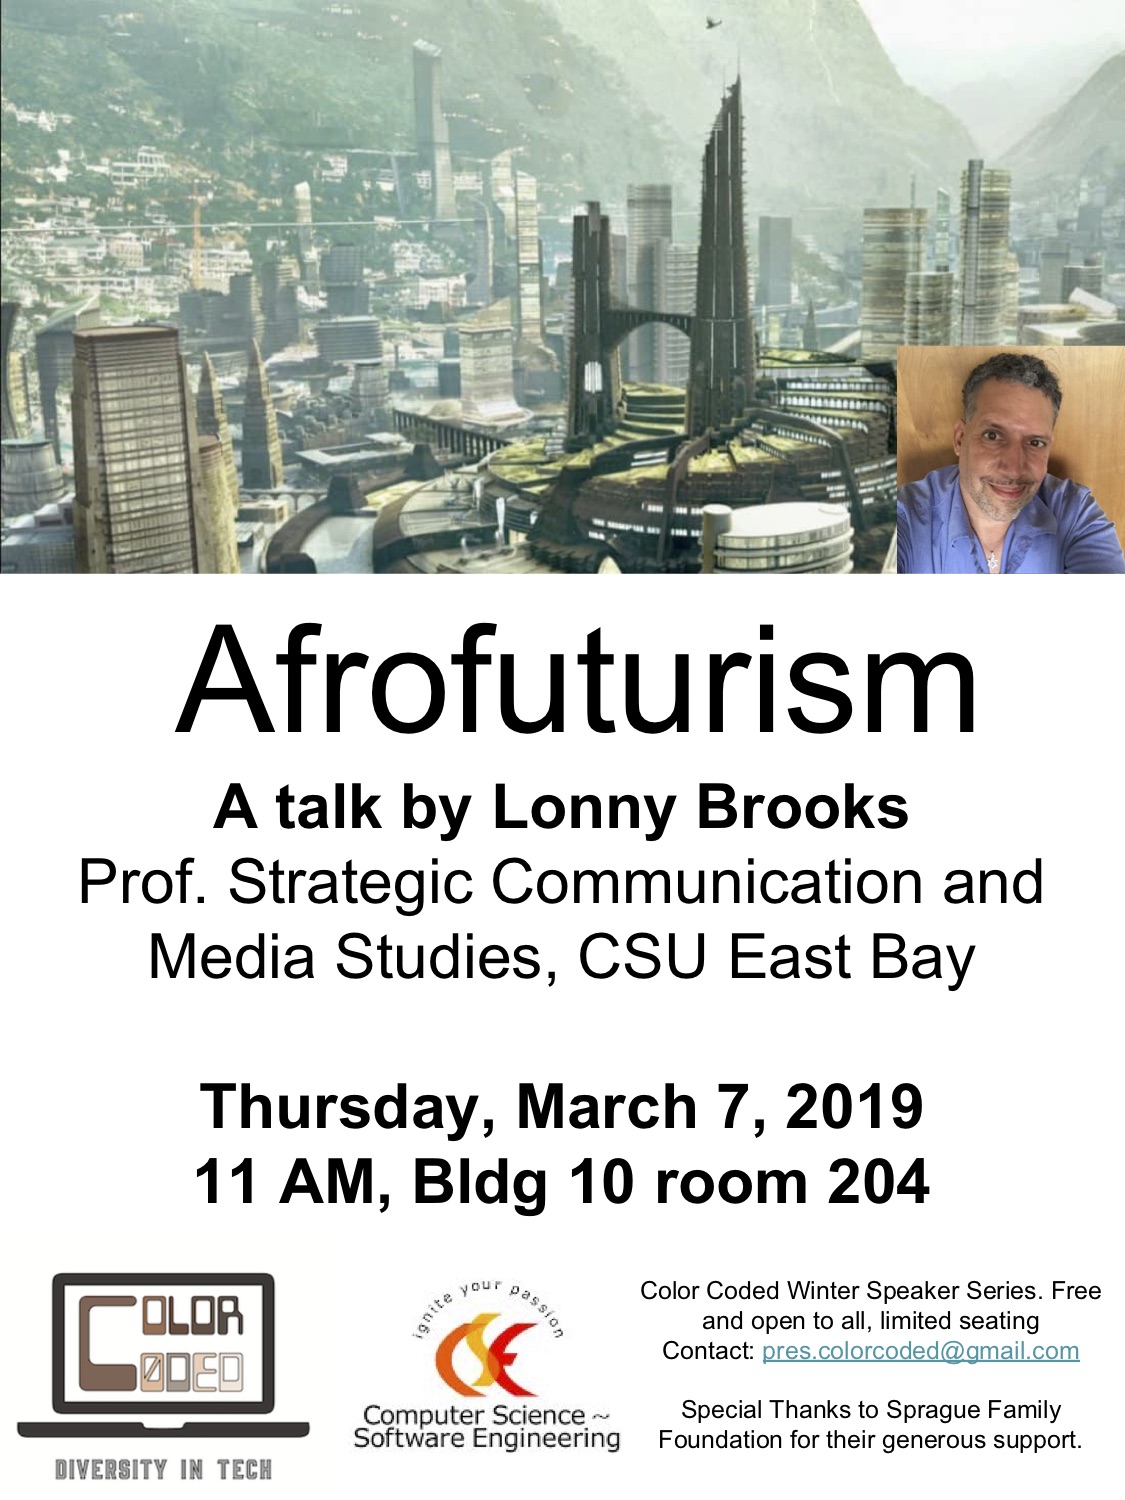 Afrofuturism
A talk by Lonny Brooks
Prof. Strategic Communication and
Media Studies, CSU East Bay
Thursday, March 7, 2019
11 AM, Bldg 10 room 204
COLOR
CØDED
DIVERSITY IN TECH
ignite your passion
CSSE
Computer Science ~
Software Engineering
Color Coded Winter Speaker Series. Free
and open to all, limited seating
Contact: pres.colorcoded@gmail.com
Special Thanks to Sprague Family
Foundation for their generous support.